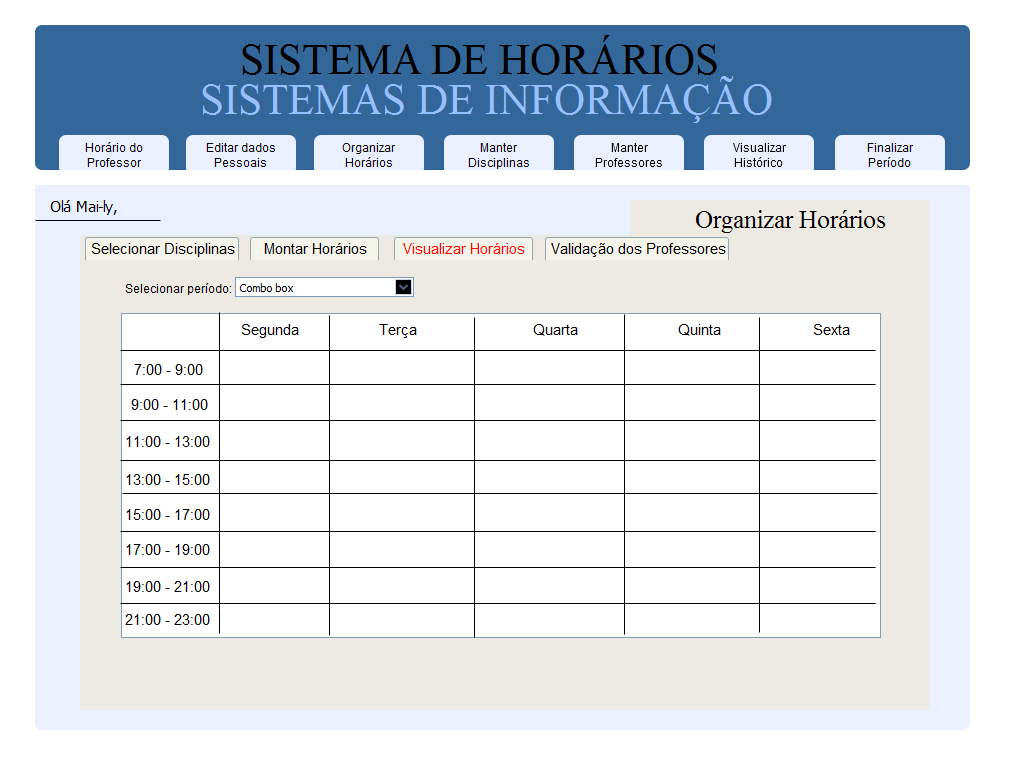 SISTEMA DE HORÁRIOS
SISTEMAS DE INFORMAÇÃO
Horário do
Professor
Editar dados
Pessoais
Organizar
Horários
Manter
Disciplinas
Manter
Professores
Visualizar
Histórico
Finalizar
Período
Olá Mai-ly,
Organizar Horários
Selecionar Disciplinas
Montar Horários
Visualizar Horários
Validação dos Professores
Selecionar período: Combo box
Segunda Terça Quarta Quinta Sexta
7:00 - 9:00
9:00 - 11:00
11:00 - 13:00
13:00 - 15:00
15:00 - 17:00
17:00 - 19:00
19:00 - 21:00
21:00 - 23:00